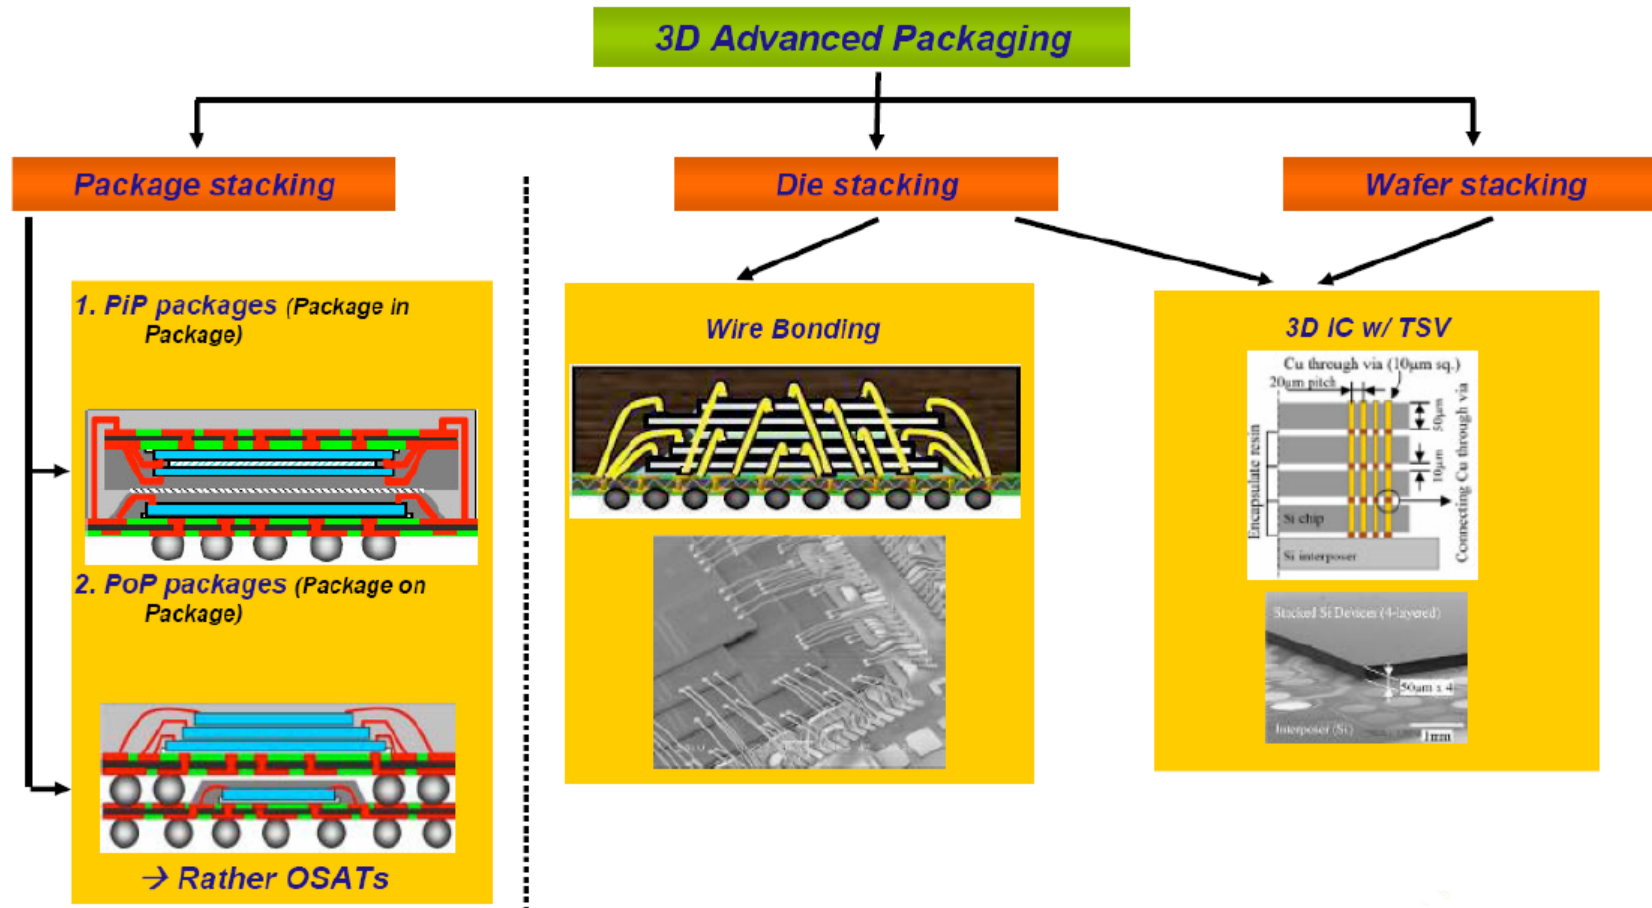 3D Advanced Packaging
Package stacking
Die stacking
Wafer stacking
1. PiP packages (Package in
Package)
2. PoP packages (Package on
Package)
→ Rather OSATs
Wire Bonding
3D IC w/ TSV
Cu through via (10μm sq.)
20μm pitch
50μm
10μm
Encapsulate resin
Connecting Cu through via
Si chip
Si interposer
Stacked Si Devices (4-layered)
50μm x 4
Interposer (Si)
1mm